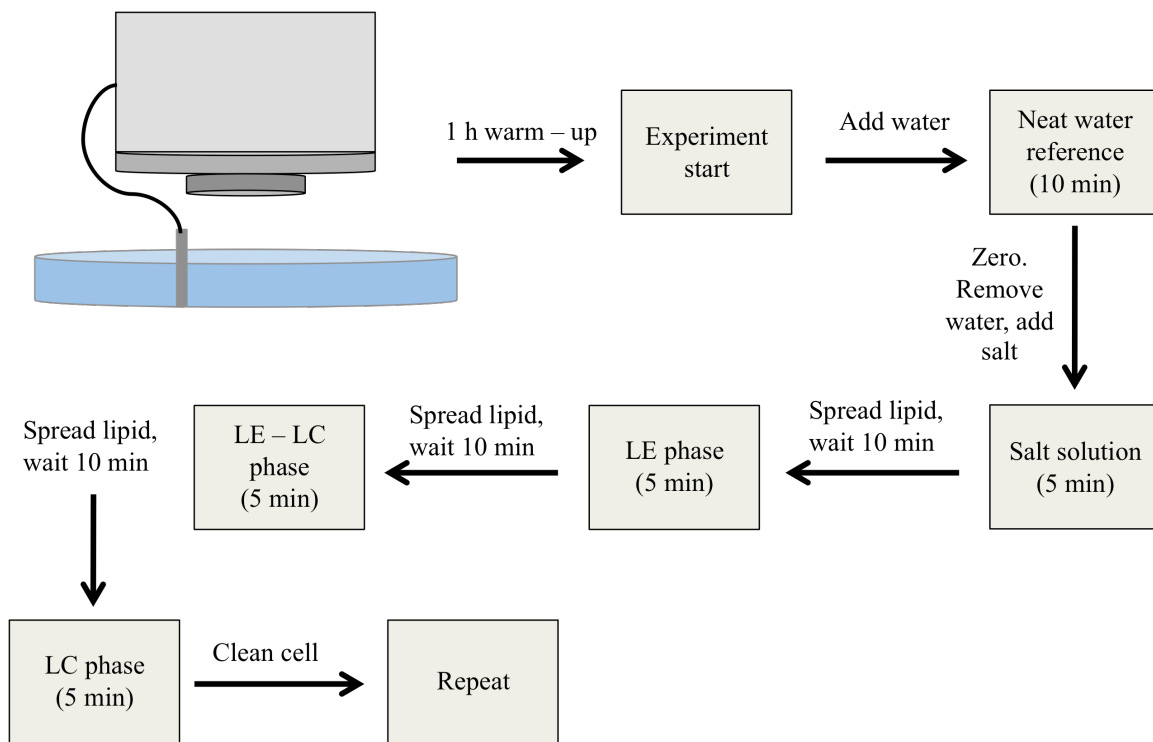 1 h warm – up
Experiment
start
Add water
Neat water
reference
(10 min)
Zero.
Remove
water, add
salt
Salt solution
(5 min)
Spread lipid,
wait 10 min
LE phase
(5 min)
Spread lipid,
wait 10 min
LE – LC
phase
(5 min)
Spread lipid,
wait 10 min
LC phase
(5 min)
Clean cell
Repeat